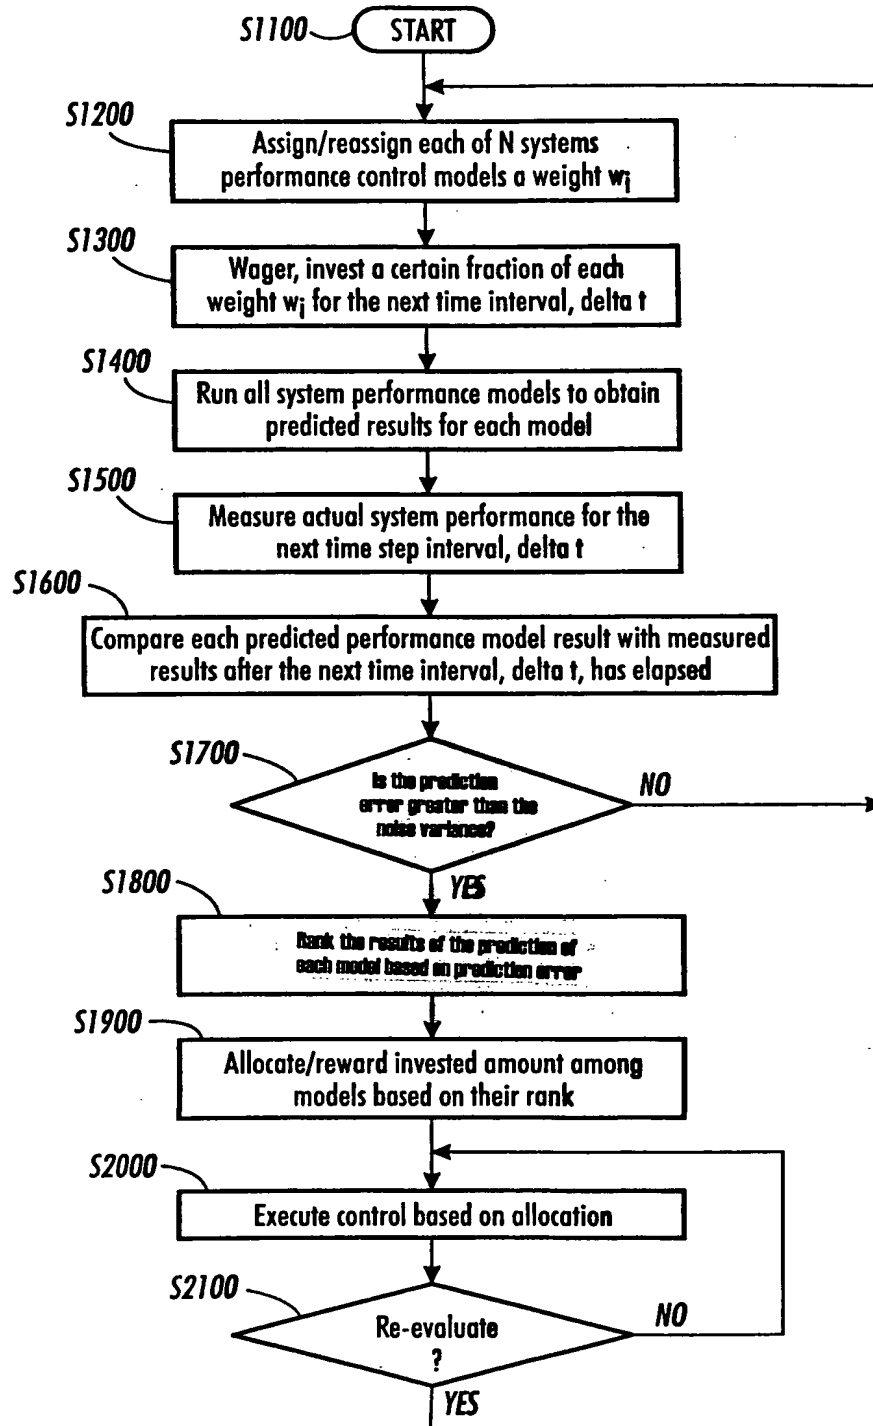 S1100
START
S1200
Assign/reassign each of N systems
performance control models a weight wi
S1300
Wager, invest a certain fraction of each
weight wi for the next time interval, delta t
S1400
Run all system performance models to obtain
predicted results for each model
S1500
Measure actual system performance for the
next time step interval, delta t
S1600
Compare each predicted performance model result with measured
results after the next time interval, delta t, has elapsed
S1700
Is the prediction
error greater than the
noise variance?
NO
YES
S1800
Rank the results of the prediction of
each model based on prediction error
S1900
Allocate/reward invested amount among
models based on their rank
S2000
Execute control based on allocation
S2100
Re-evaluate
?
NO
YES